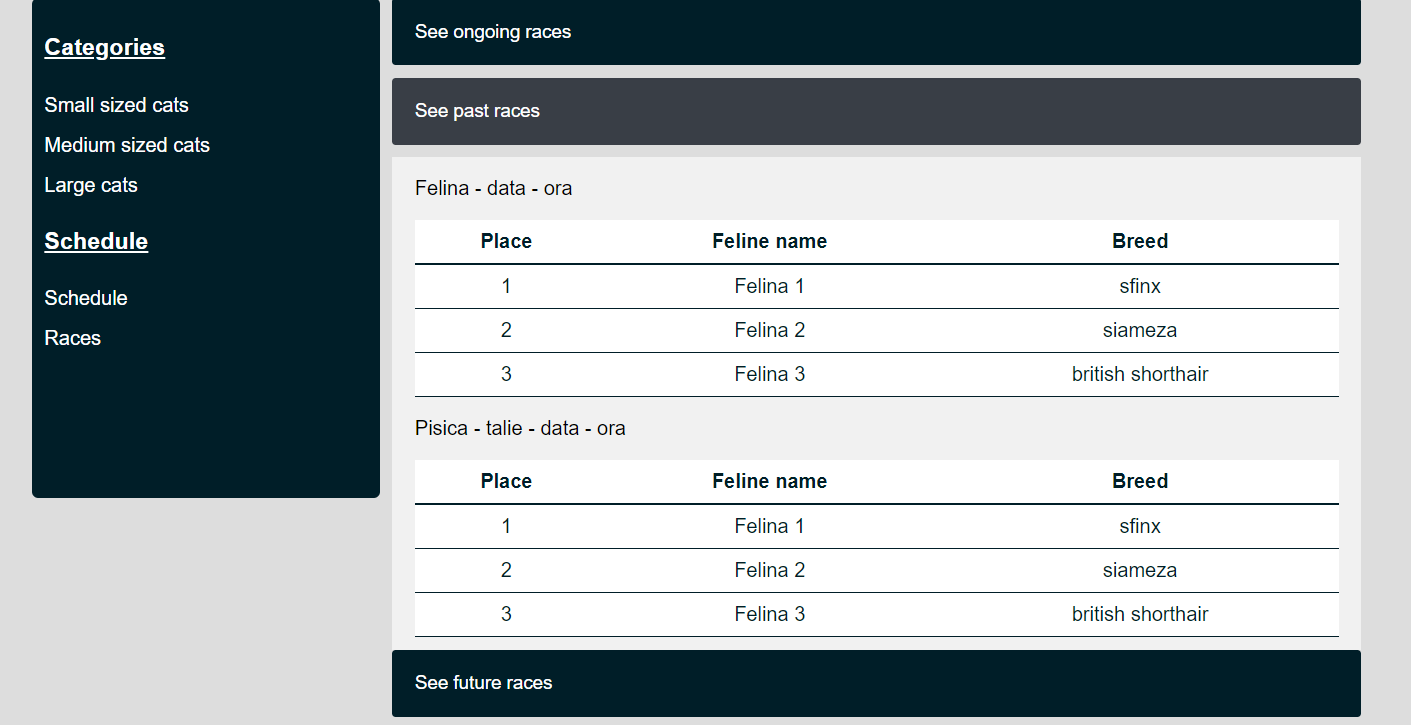 Categories
Small sized cats
Medium sized cats
Large cats
Schedule
Schedule
Races
See ongoing races
See past races
Felina - data - ora
Place Feline name Breed
1 Felina 1 sfinx
2 Felina 2 siameza
3 Felina 3 british shorthair
Pisica - talie - data - ora
Place Feline name Breed
1 Felina 1 sfinx
2 Felina 2 siameza
3 Felina 3 british shorthair
See future races